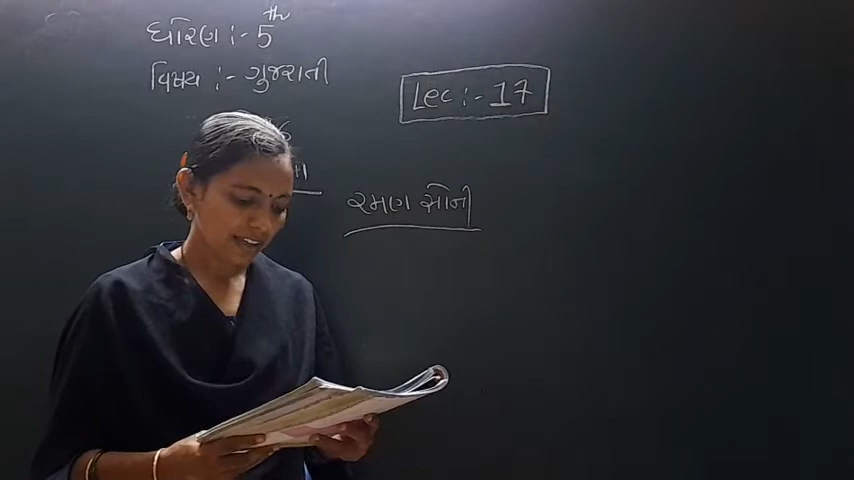 ધોરણ :- 5th
વિષય :- ગુજરાતી
Lec :- 17
રમણ સોની